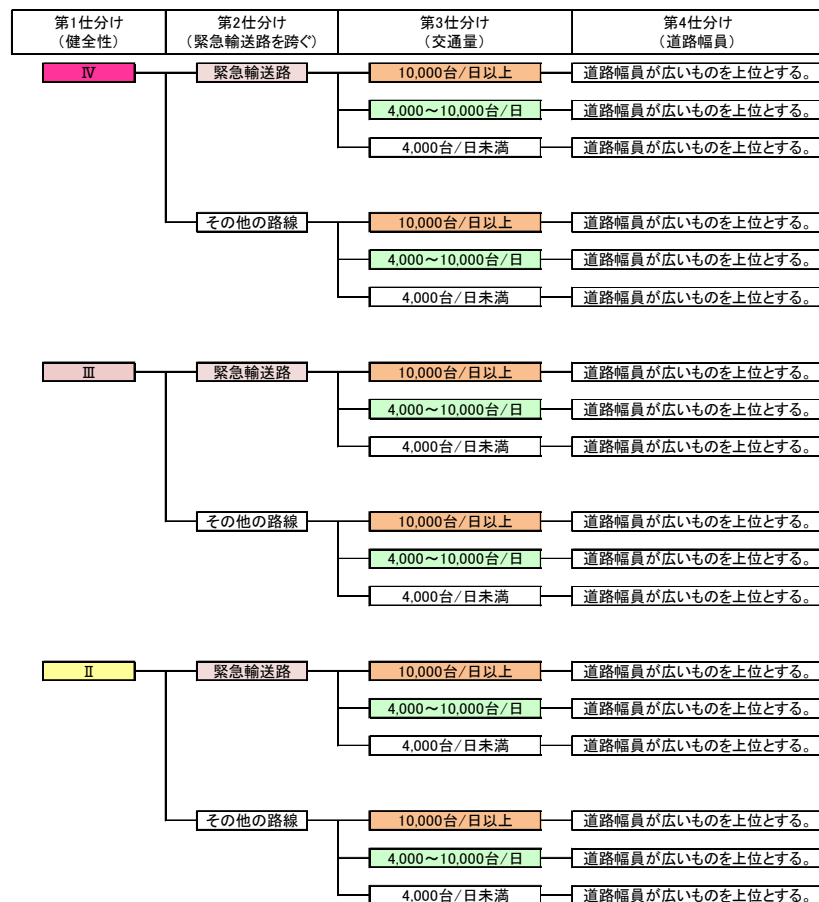 第1仕分け 第2仕分け 第3仕分け 第4仕分け
（健全性） （緊急輸送路を跨ぐ） （交通量） （道路幅員）
Ⅳ 緊急輸送路 10,000台/日以上 道路幅員が広いものを上位とする。
4,000～10,000台/日 道路幅員が広いものを上位とする。
4,000台/日未満 道路幅員が広いものを上位とする。
その他の路線 10,000台/日以上 道路幅員が広いものを上位とする。
4,000～10,000台/日 道路幅員が広いものを上位とする。
4,000台/日未満 道路幅員が広いものを上位とする。
Ⅲ 緊急輸送路 10,000台/日以上 道路幅員が広いものを上位とする。
4,000～10,000台/日 道路幅員が広いものを上位とする。
4,000台/日未満 道路幅員が広いものを上位とする。
その他の路線 10,000台/日以上 道路幅員が広いものを上位とする。
4,000～10,000台/日 道路幅員が広いものを上位とする。
4,000台/日未満 道路幅員が広いものを上位とする。
Ⅱ 緊急輸送路 10,000台/日以上 道路幅員が広いものを上位とする。
4,000～10,000台/日 道路幅員が広いものを上位とする。
4,000台/日未満 道路幅員が広いものを上位とする。
その他の路線 10,000台/日以上 道路幅員が広いものを上位とする。
4,000～10,000台/日 道路幅員が広いものを上位とする。
4,000台/日未満 道路幅員が広いものを上位とする。